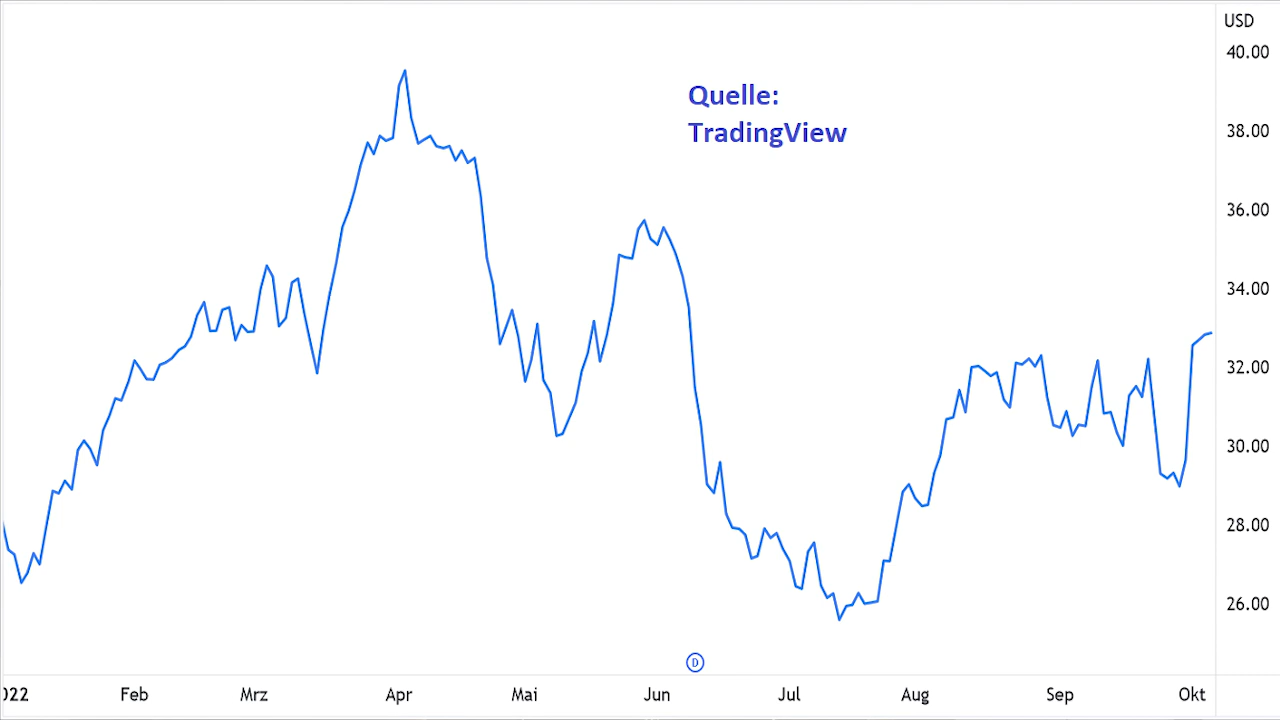 USD
40.00
Quelle:
TradingView
38.00
36.00
34.00
32.00
30.00
28.00
26.00
D
022 Feb Mrz Apr Mai Jun Jul Aug Sep Okt